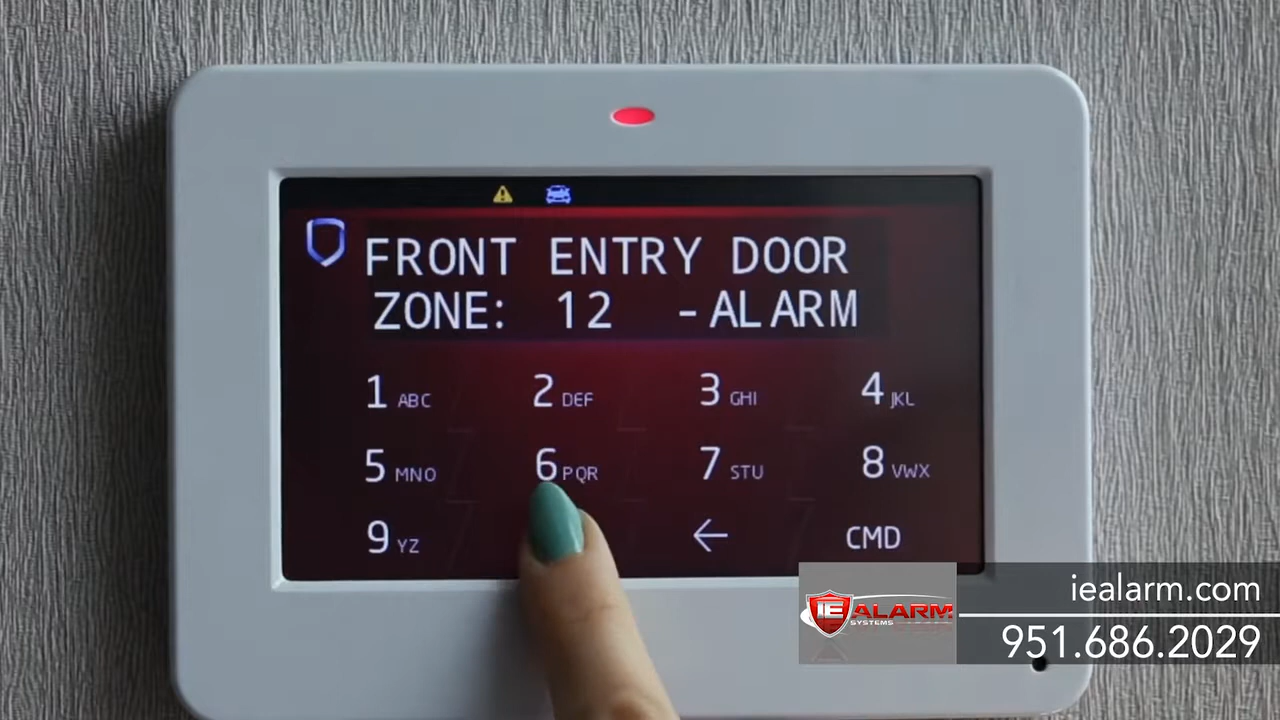 FRONT ENTRY DOOR
ZONE: 12 -ALARM
1 ABC 2 DEF 3 GHI 4 JKL
5 MNO 6 PQR 7 STU 8 VWX
9 YZ ← CMD
iealarm.com
IE ALARM
SYSTEMS
951.686.2029